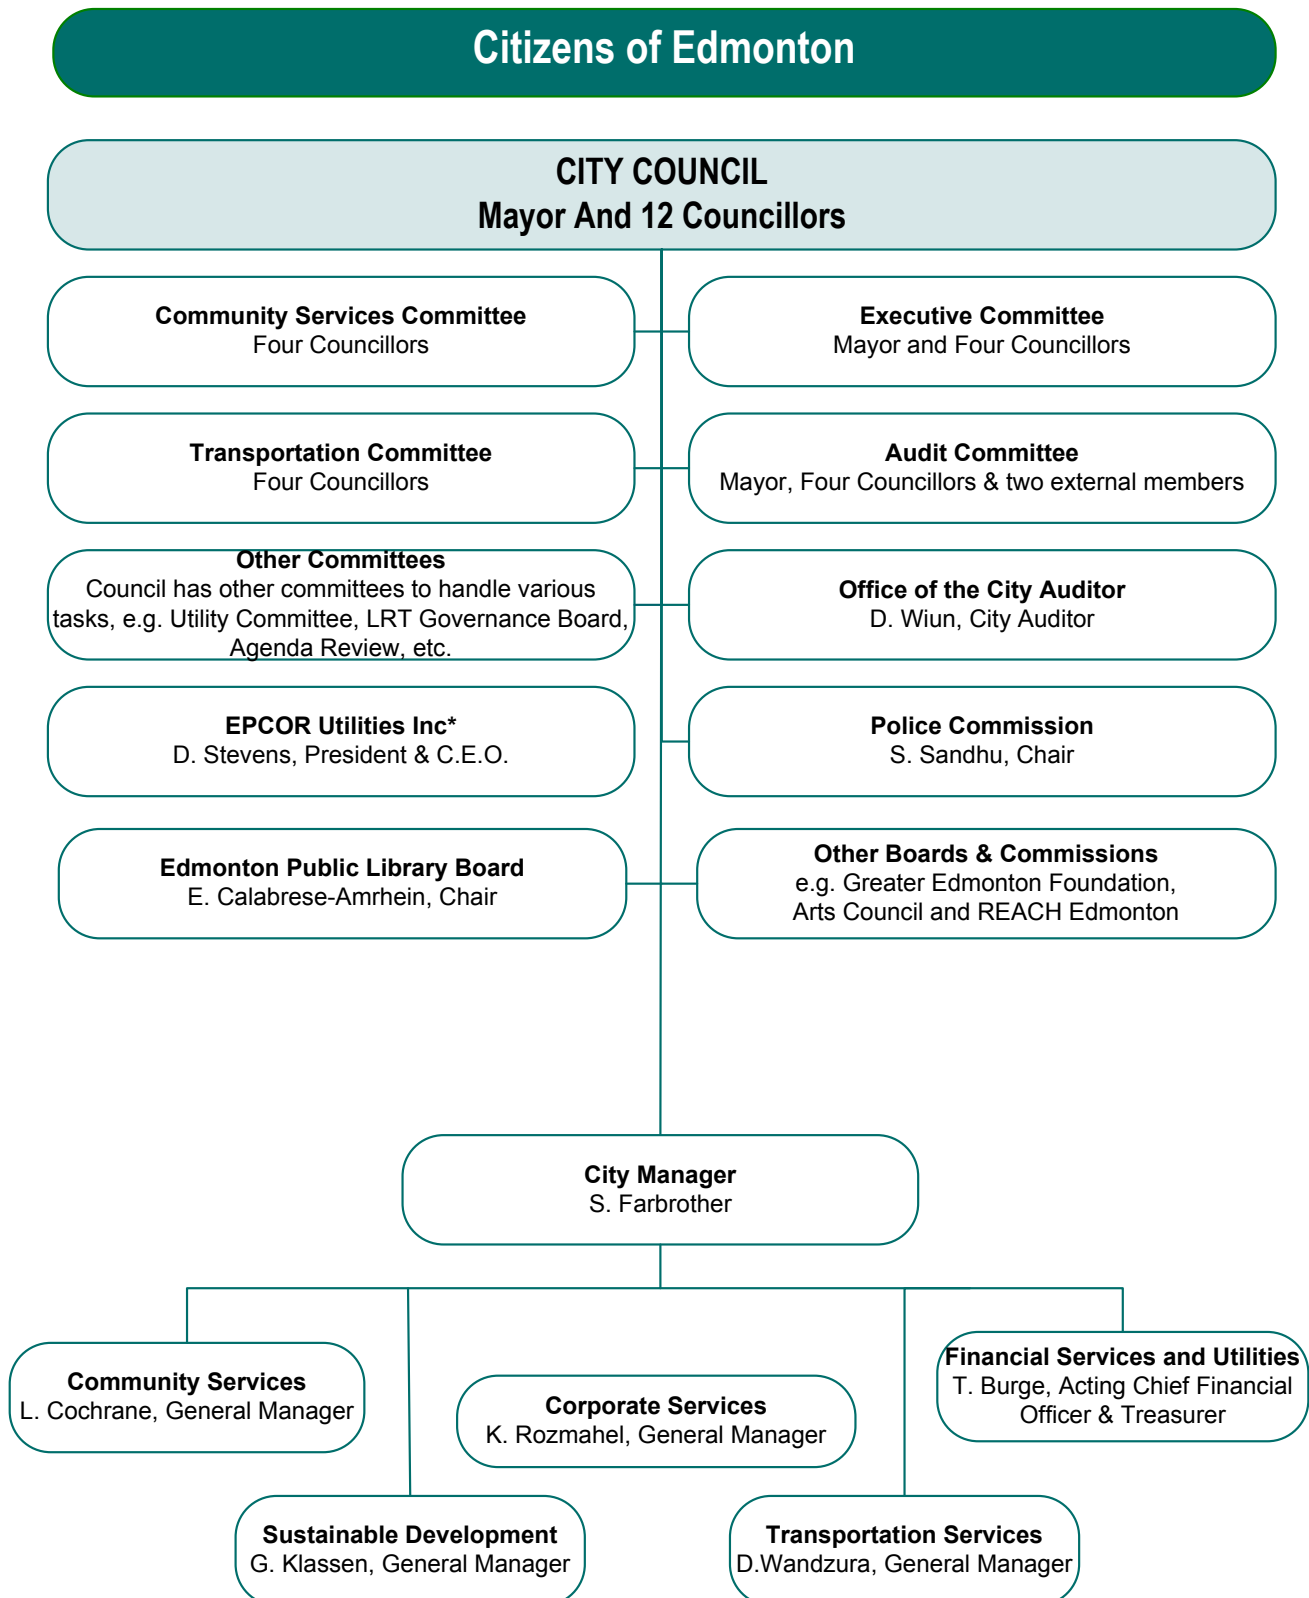 Citizens of Edmonton
CITY COUNCIL
Mayor And 12 Councillors
Community Services Committee
Four Councillors
Executive Committee
Mayor and Four Councillors
Transportation Committee
Four Councillors
Audit Committee
Mayor, Four Councillors & two external members
Other Committees
Council has other committees to handle various
tasks, e.g. Utility Committee, LRT Governance Board,
Agenda Review, etc.
Office of the City Auditor
D. Wiun, City Auditor
EPCOR Utilities Inc*
D. Stevens, President & C.E.O.
Police Commission
S. Sandhu, Chair
Edmonton Public Library Board
E. Calabrese-Amrhein, Chair
Other Boards & Commissions
e.g. Greater Edmonton Foundation,
Arts Council and REACH Edmonton
City Manager
S. Farbrother
Community Services
L. Cochrane, General Manager
Corporate Services
K. Rozmahel, General Manager
Financial Services and Utilities
T. Burge, Acting Chief Financial
Officer & Treasurer
Sustainable Development
G. Klassen, General Manager
Transportation Services
D.Wandzura, General Manager